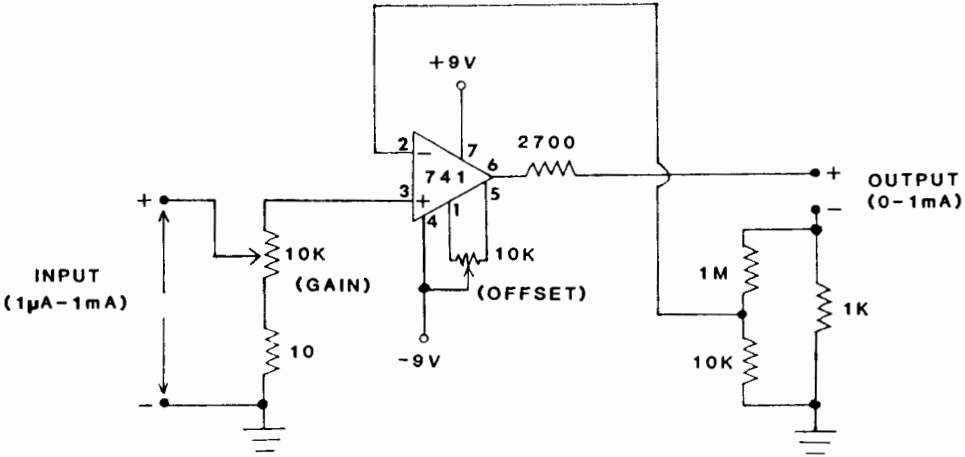 +9V
2
−
7
741
6
2700
3
+
5
4
1
+
−
OUTPUT
(0-1mA)
+
10K
(GAIN)
10K
(OFFSET)
INPUT
(1µA-1mA)
1M
1K
10
10K
-9V
−